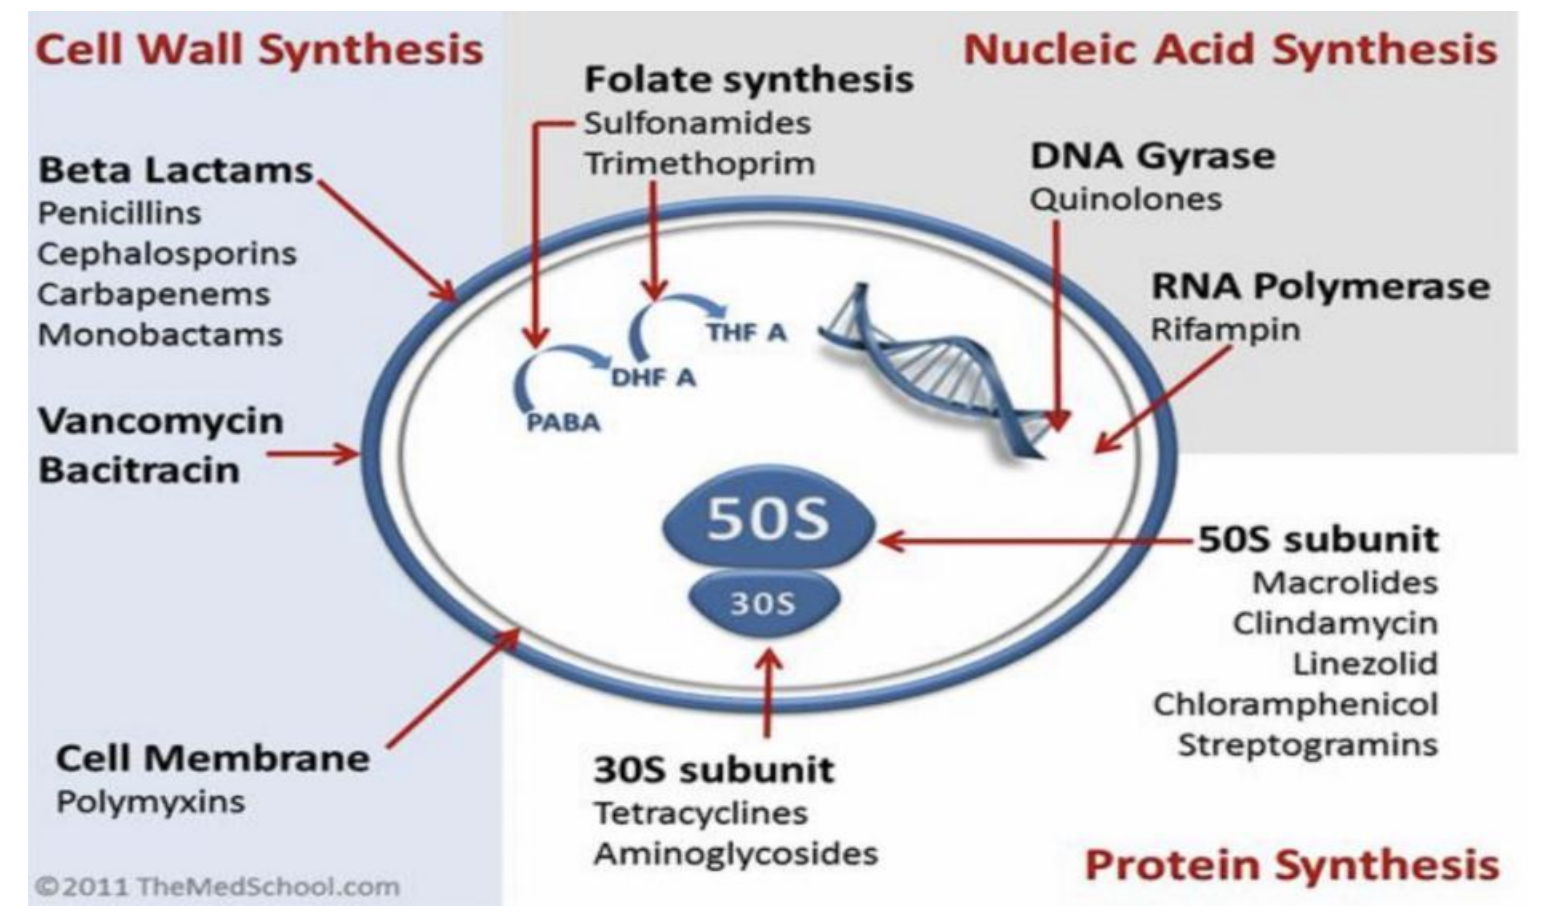 Cell Wall Synthesis
Beta Lactams
Penicillins
Cephalosporins
Carbapenems
Monobactams
Vancomycin
Bacitracin
Cell Membrane
Polymyxins
©2011 TheMedSchool.com
Folate synthesis
Sulfonamides
Trimethoprim
Nucleic Acid Synthesis
DNA Gyrase
Quinolones
RNA Polymerase
Rifampin
THF A
DHF A
PABA
50S
30S
50S subunit
Macrolides
Clindamycin
Linezolid
Chloramphenicol
Streptogramins
30S subunit
Tetracyclines
Aminoglycosides
Protein Synthesis